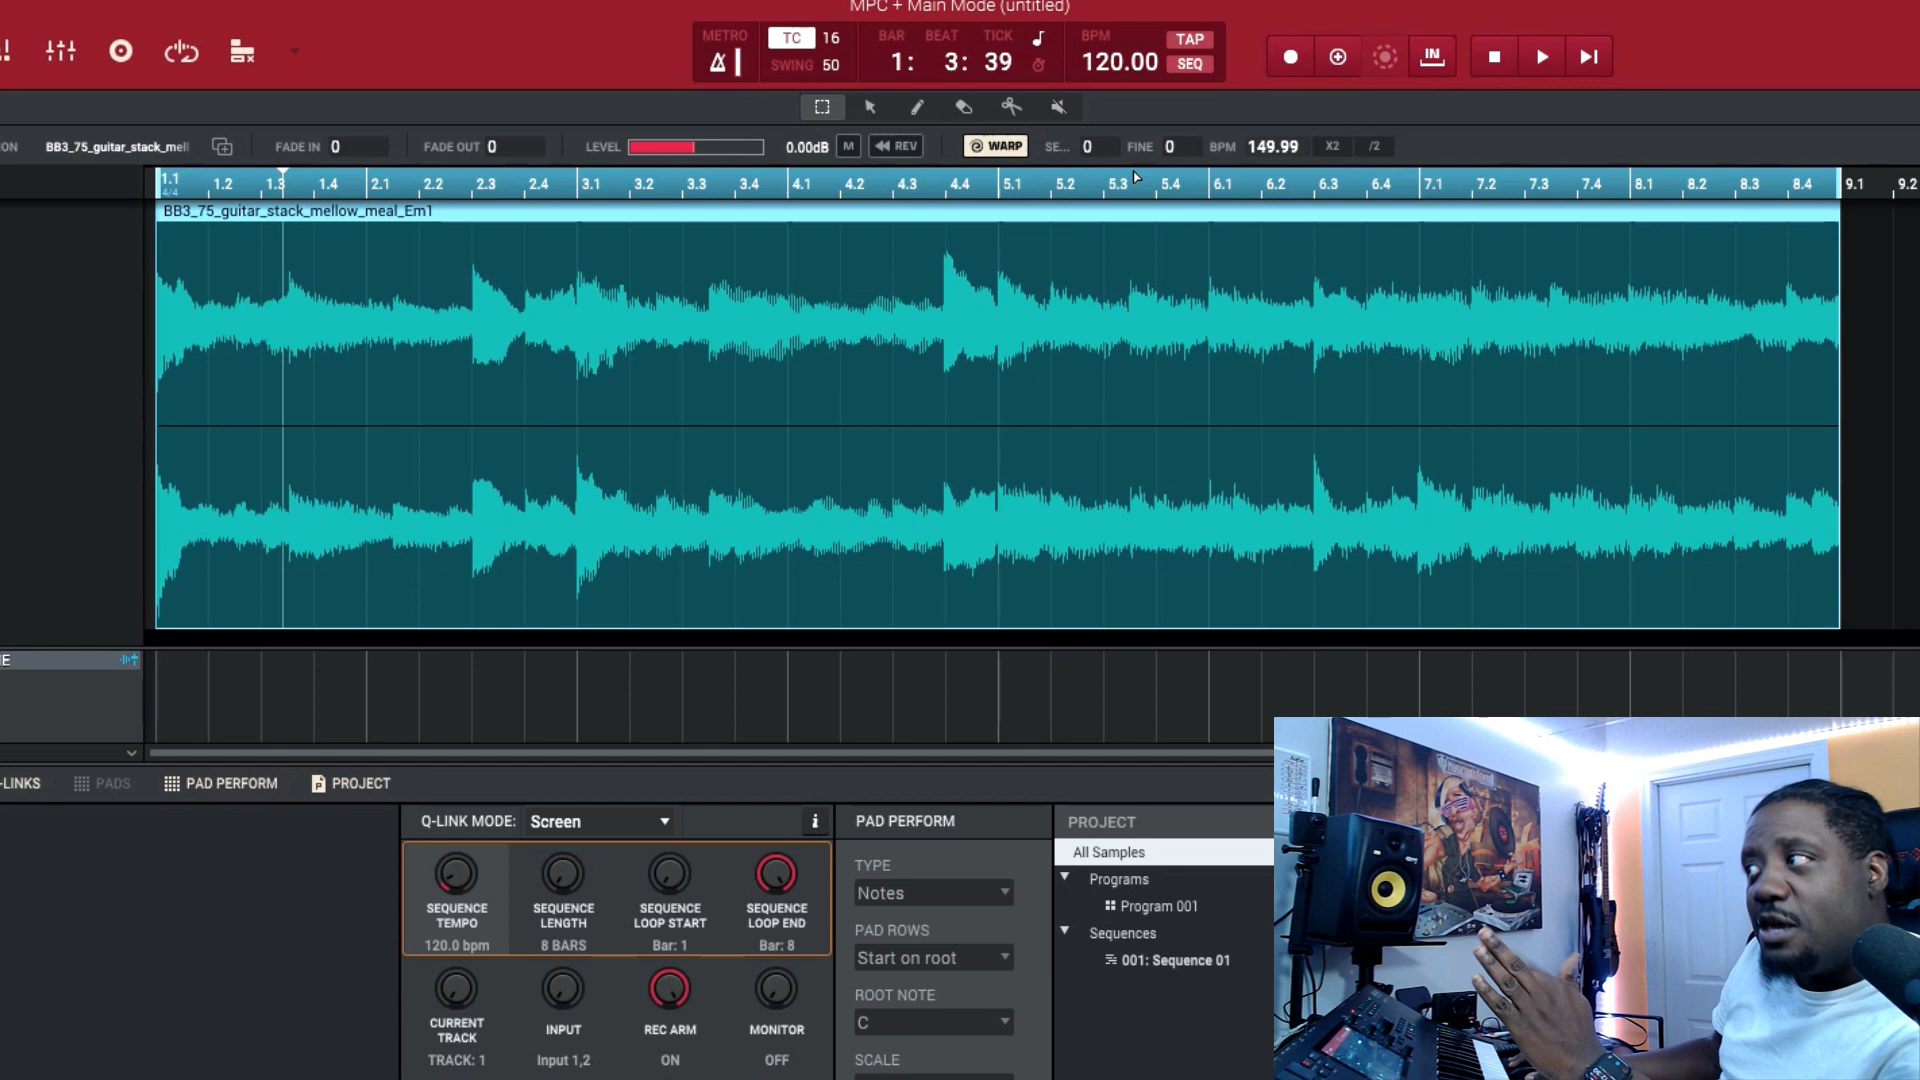 MPC + Main Mode (untitled)
METRO
TC 16
SWING 50
BAR BEAT TICK
1: 3: 39
BPM
120.00
TAP
SEQ
IN
ON BB3_75_guitar_stack_mell
FADE IN 0
FADE OUT 0
LEVEL
0.00dB
M
REV
WARP
SE... 0
FINE 0
BPM 149.99
X2
/2
1.1 1.2 1.3 1.4 2.1 2.2 2.3 2.4 3.1 3.2 3.3 3.4 4.1 4.2 4.3 4.4 5.1 5.2 5.3 5.4 6.1 6.2 6.3 6.4 7.1 7.2 7.3 7.4 8.1 8.2 8.3 8.4 9.1 9.2
4/4
BB3_75_guitar_stack_mellow_meal_Em1
E
-LINKS
PADS
PAD PERFORM
PROJECT
Q-LINK MODE: Screen
i
SEQUENCE TEMPO
120.0 bpm
SEQUENCE LENGTH
8 BARS
SEQUENCE LOOP START
Bar: 1
SEQUENCE LOOP END
Bar: 8
CURRENT TRACK
TRACK: 1
INPUT
Input 1,2
REC ARM
ON
MONITOR
OFF
PAD PERFORM
TYPE
Notes
PAD ROWS
Start on root
ROOT NOTE
C
SCALE
PROJECT
All Samples
Programs
Program 001
Sequences
001: Sequence 01